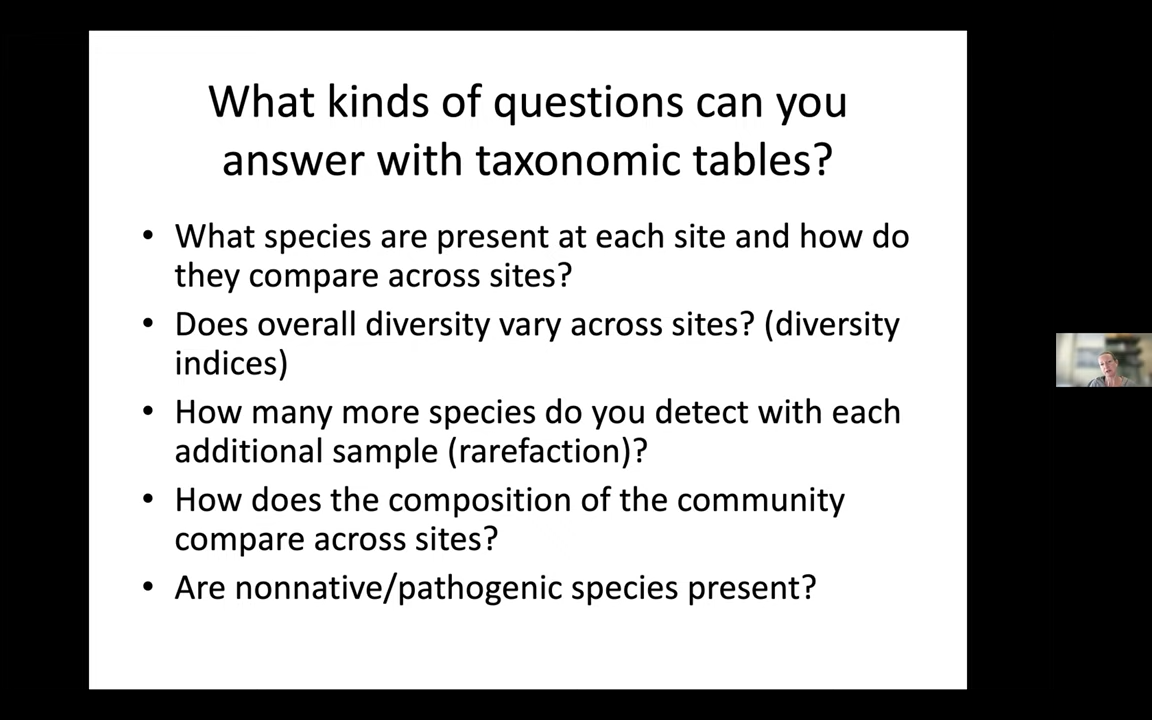 What kinds of questions can you
answer with taxonomic tables?
• What species are present at each site and how do
they compare across sites?
• Does overall diversity vary across sites? (diversity
indices)
• How many more species do you detect with each
additional sample (rarefaction)?
• How does the composition of the community
compare across sites?
• Are nonnative/pathogenic species present?